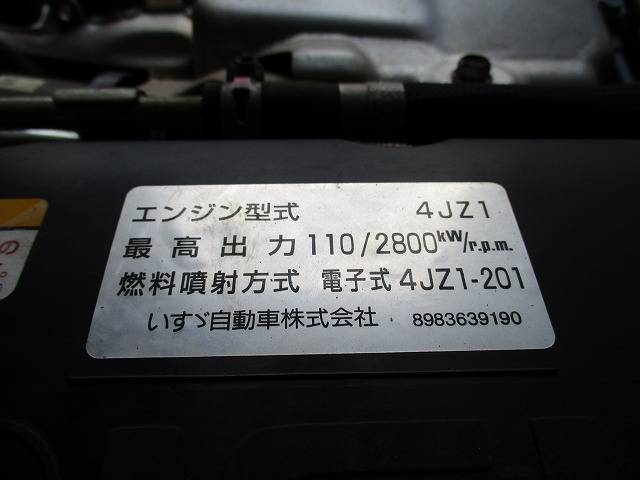 エンジン型式 4JZ1
最高出力 110/2800kW/r.p.m.
燃料噴射方式 電子式 4JZ1-201
いすゞ自動車株式会社 8983639190
の